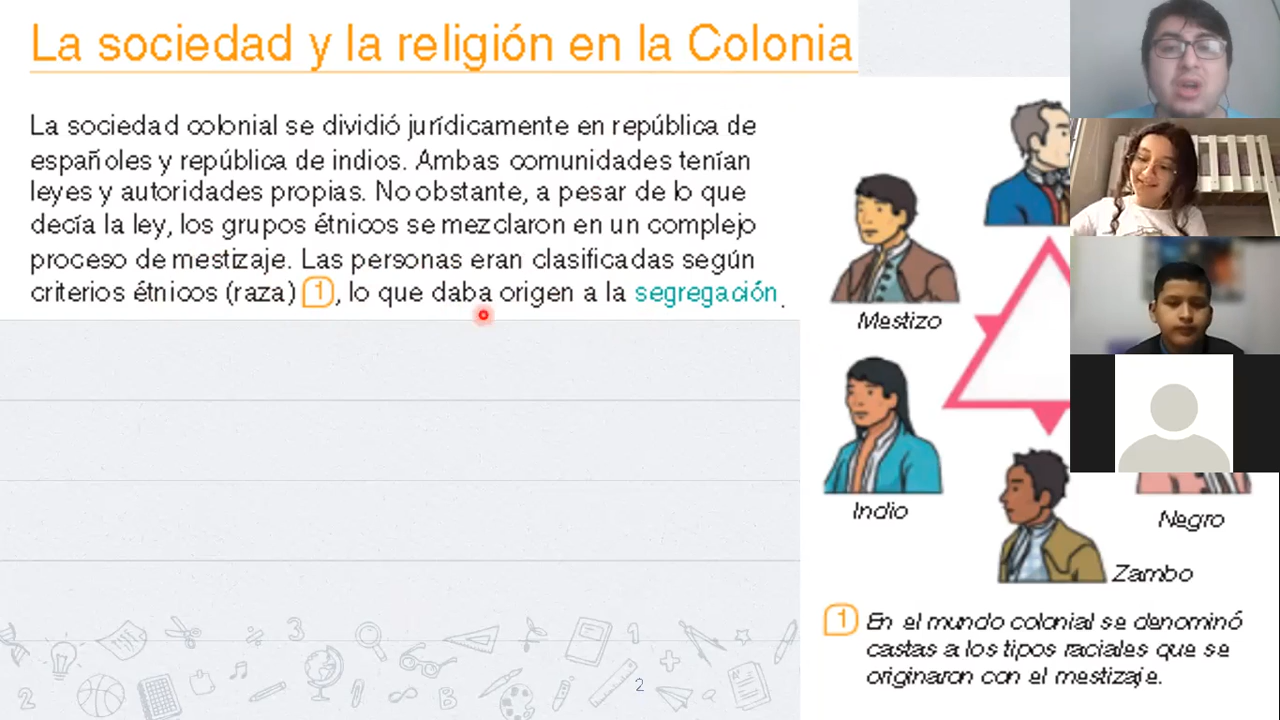 La sociedad y la religión en la Colonia
La sociedad colonial se dividió jurídicamente en república de
españoles y república de indios. Ambas comunidades tenían
leyes y autoridades propias. No obstante, a pesar de lo que
decía la ley, los grupos étnicos se mezclaron en un complejo
proceso de mestizaje. Las personas eran clasificadas según
criterios étnicos (raza) 1, lo que daba origen a la segregación.
Mestizo
Indio
Negro
Zambo
1 En el mundo colonial se denominó
castas a los tipos raciales que se
originaron con el mestizaje.
2